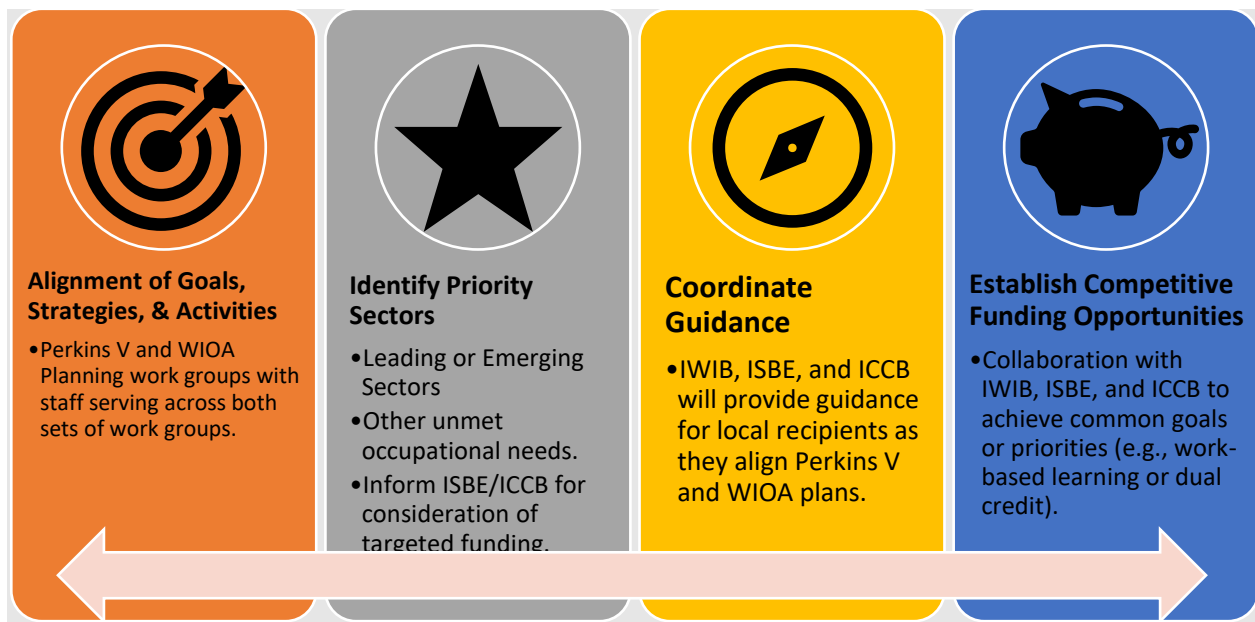 Alignment of Goals,
Strategies, & Activities
•Perkins V and WIOA
Planning work groups with
staff serving across both
sets of work groups.
Identify Priority
Sectors
•Leading or Emerging
Sectors
•Other unmet
occupational needs.
•Inform ISBE/ICCB for
consideration of
targeted funding.
Coordinate
Guidance
•IWIB, ISBE, and ICCB
will provide guidance
for local recipients as
they align Perkins V
and WIOA plans.
Establish Competitive
Funding Opportunities
•Collaboration with
IWIB, ISBE, and ICCB to
achieve common goals
or priorities (e.g., work-
based learning or dual
credit).